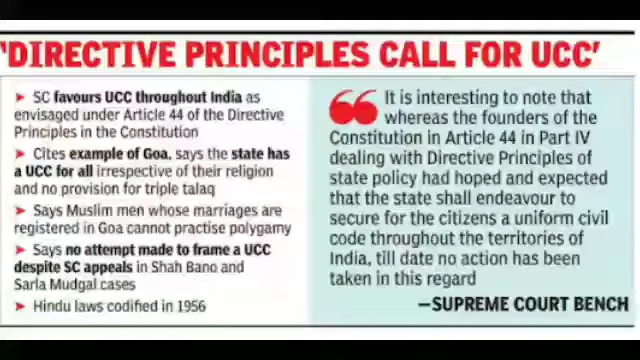 'DIRECTIVE PRINCIPLES CALL FOR UCC'
➤ SC favours UCC throughout India as
envisaged under Article 44 of the Directive
Principles in the Constitution
➤ Cites example of Goa, says the state has
a UCC for all irrespective of their religion
and no provision for triple talaq
➤ Says Muslim men whose marriages are
registered in Goa cannot practise polygamy
➤ Says no attempt made to frame a UCC
despite SC appeals in Shah Bano and
Sarla Mudgal cases
➤ Hindu laws codified in 1956
❝ It is interesting to note that
whereas the founders of the
Constitution in Article 44 in Part IV
dealing with Directive Principles of
state policy had hoped and expected
that the state shall endeavour to
secure for the citizens a uniform civil
code throughout the territories of
India, till date no action has been
taken in this regard
—SUPREME COURT BENCH